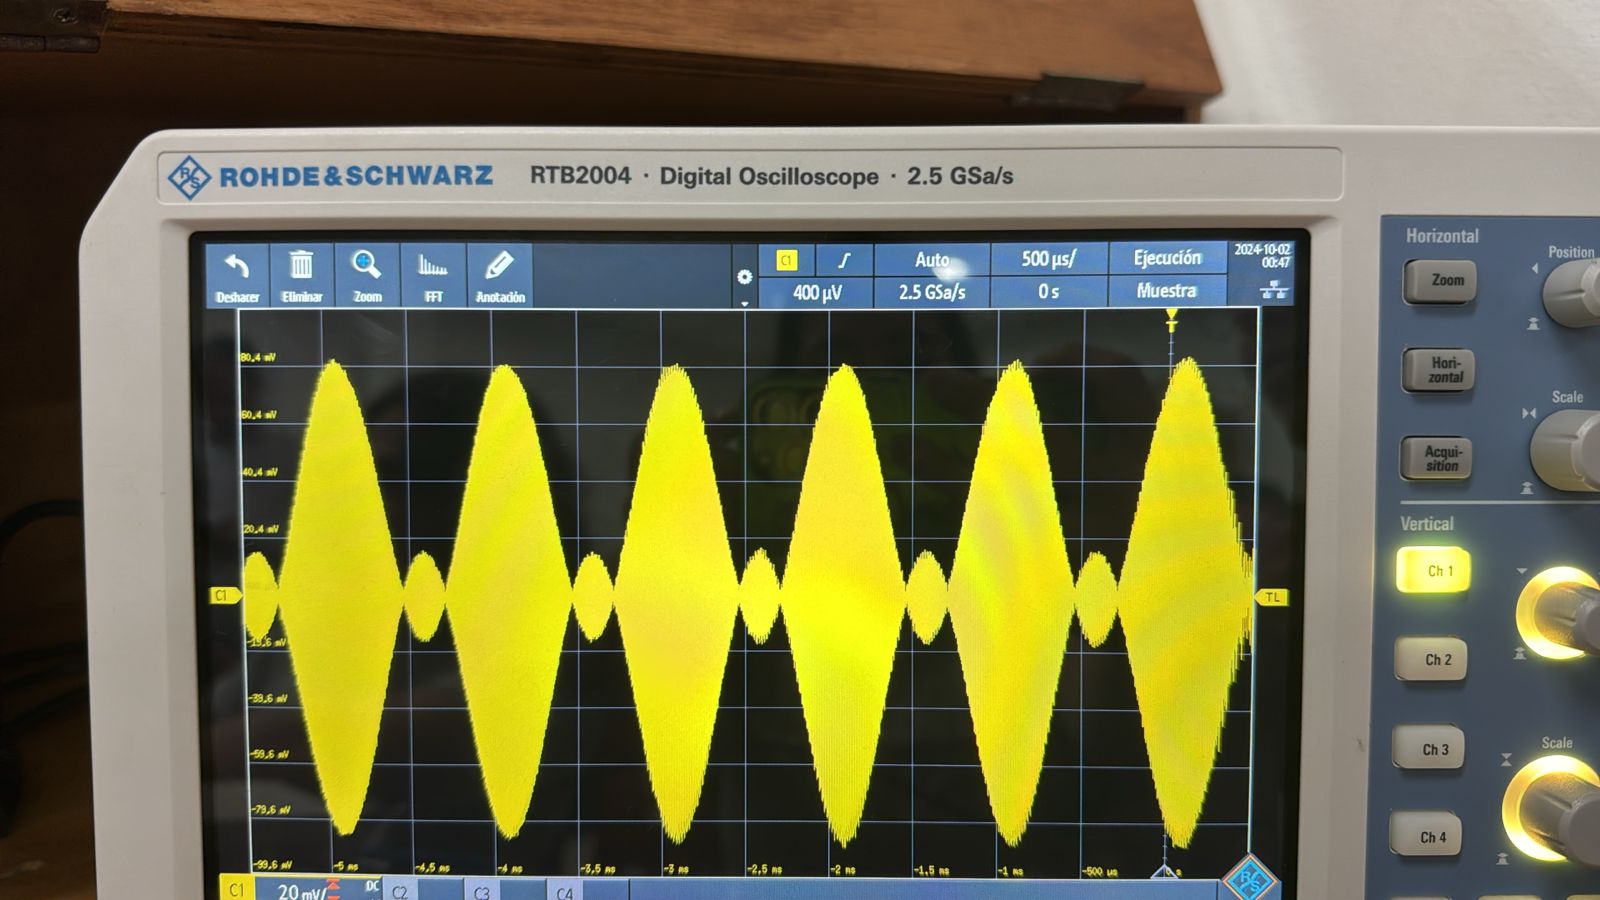 ROHDE&SCHWARZ RTB2004 · Digital Oscilloscope · 2.5 GSa/s
Horizontal
Position
Zoom
Hori-
zontal
Scale
Acqui-
sition
Vertical
Ch 1
Ch 2
Ch 3
Scale
Ch 4
Deshacer Eliminar Zoom FFT Anotación
C1 Auto 500 µs/ Ejecución 2024-10-02
00:47
400 µV 2.5 GSa/s 0 s Muestra
T
80,4 mV
60,4 mV
40,4 mV
20,4 mV
C1 TL
-19,6 mV
-39,6 mV
-59,6 mV
-79,6 mV
-99,6 mV -5 ms -4,5 ms -4 ms -3,5 ms -3 ms -2,5 ms -2 ms -1,5 ms -1 ms -500 µs 0 s
C1 20 mV/ DC C2 C3 C4
R&S